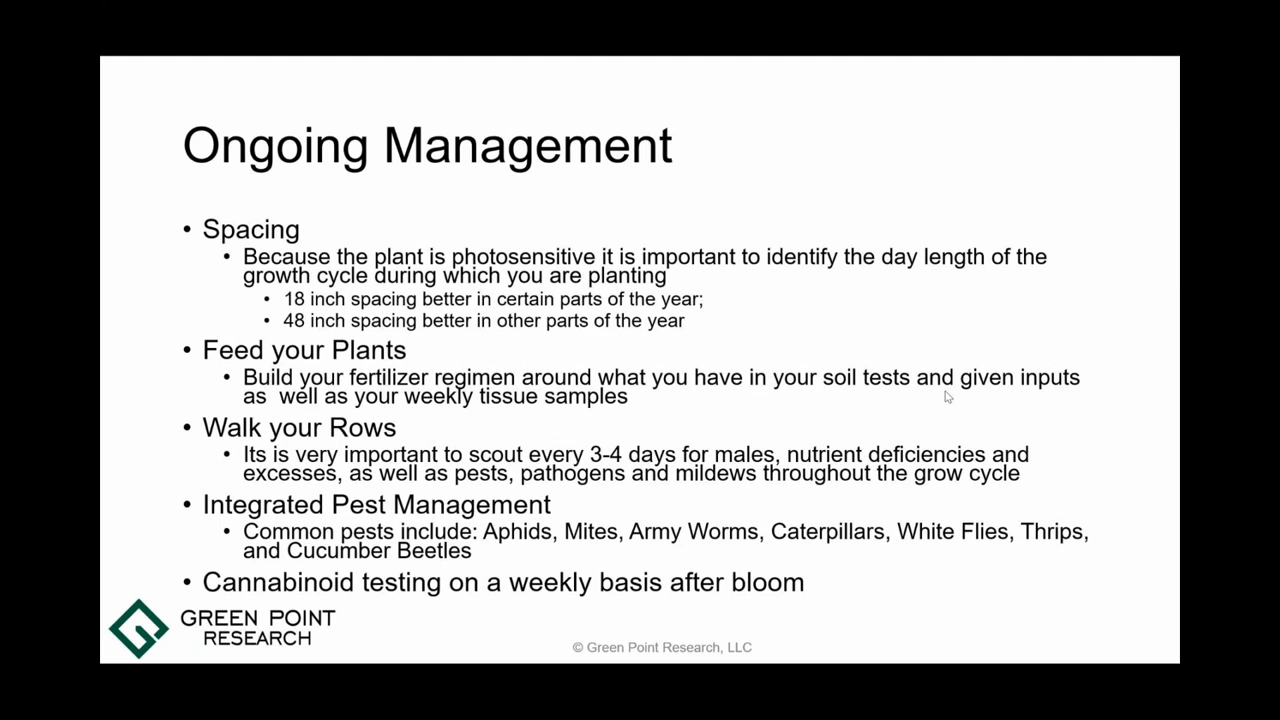 Ongoing Management
• Spacing
• Because the plant is photosensitive it is important to identify the day length of the
growth cycle during which you are planting
• 18 inch spacing better in certain parts of the year;
• 48 inch spacing better in other parts of the year
• Feed your Plants
• Build your fertilizer regimen around what you have in your soil tests and given inputs
as  well as your weekly tissue samples
• Walk your Rows
• Its is very important to scout every 3-4 days for males, nutrient deficiencies and
excesses, as well as pests, pathogens and mildews throughout the grow cycle
• Integrated Pest Management
• Common pests include: Aphids, Mites, Army Worms, Caterpillars, White Flies, Thrips,
and Cucumber Beetles
• Cannabinoid testing on a weekly basis after bloom
GREEN POINT
RESEARCH
© Green Point Research, LLC